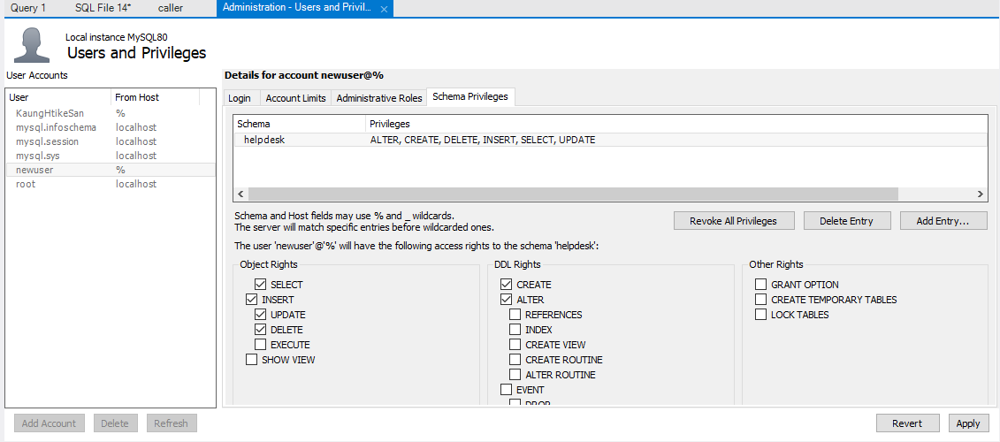 Query 1 SQL File 14* caller Administration - Users and Privil...
Local instance MySQL80
Users and Privileges
User Accounts
User From Host
KaungHtikeSan %
mysql.infoschema localhost
mysql.session localhost
mysql.sys localhost
newuser %
root localhost
Add Account Delete Refresh
Details for account newuser@%
Login Account Limits Administrative Roles Schema Privileges
Schema Privileges
helpdesk ALTER, CREATE, DELETE, INSERT, SELECT, UPDATE
Schema and Host fields may use % and _ wildcards.
The server will match specific entries before wildcarded ones.
Revoke All Privileges Delete Entry Add Entry...
The user 'newuser'@'%' will have the following access rights to the schema 'helpdesk':
Object Rights
SELECT
INSERT
UPDATE
DELETE
EXECUTE
SHOW VIEW
DDL Rights
CREATE
ALTER
REFERENCES
INDEX
CREATE VIEW
CREATE ROUTINE
ALTER ROUTINE
EVENT
DROP
Other Rights
GRANT OPTION
CREATE TEMPORARY TABLES
LOCK TABLES
Revert Apply